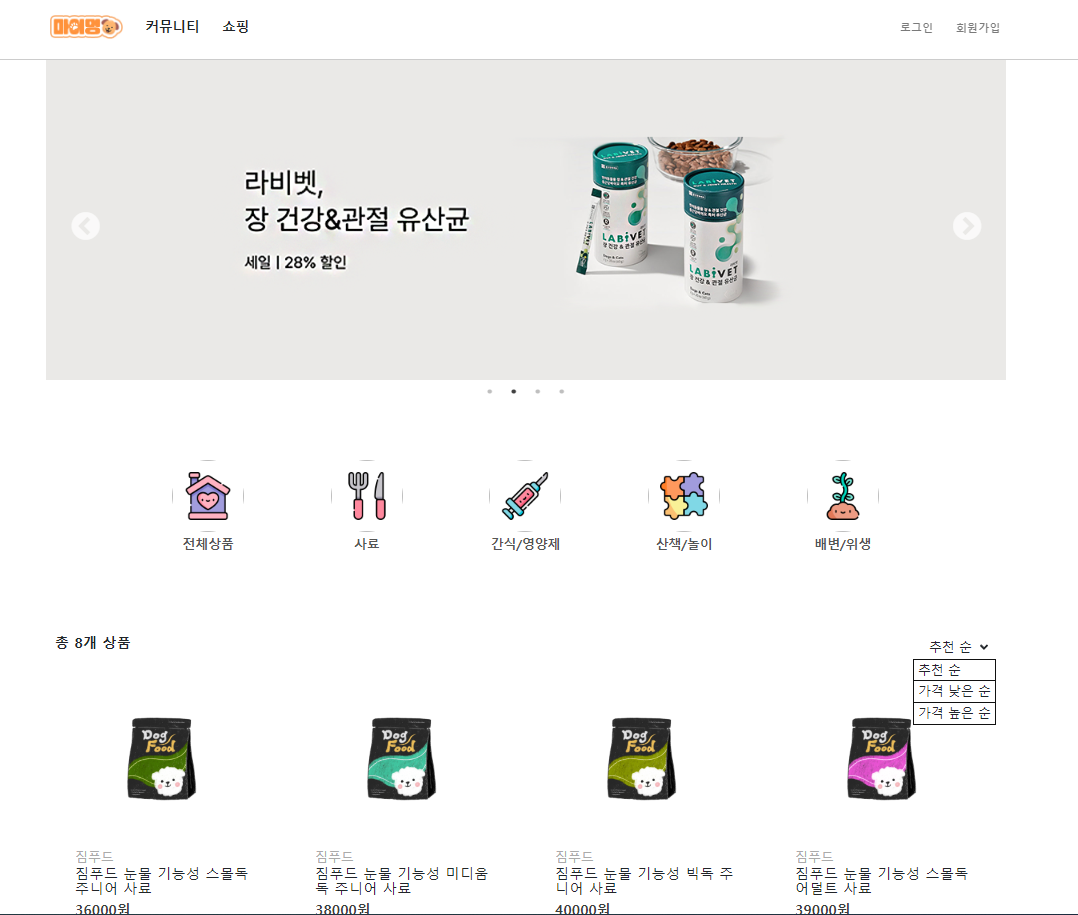 마이멍
커뮤니티
쇼핑
로그인
회원가입
라비벳,
장 건강&관절 유산균
세일 | 28% 할인
LABIVET
장 건강 & 관절 유산균
Dogs & Cats
LABIVET
LABIVET
장 건강 & 관절 유산균
Dogs & Cats
전체상품
사료
간식/영양제
산책/놀이
배변/위생
총 8개 상품
추천 순
추천 순
가격 낮은 순
가격 높은 순
Dog
Food
Dog
Food
Dog
Food
Dog
Food
짐푸드
짐푸드 눈물 기능성 스몰독
주니어 사료
36000원
짐푸드
짐푸드 눈물 기능성 미디움
독 주니어 사료
38000원
짐푸드
짐푸드 눈물 기능성 빅독 주
니어 사료
40000원
짐푸드
짐푸드 눈물 기능성 스몰독
어덜트 사료
39000원